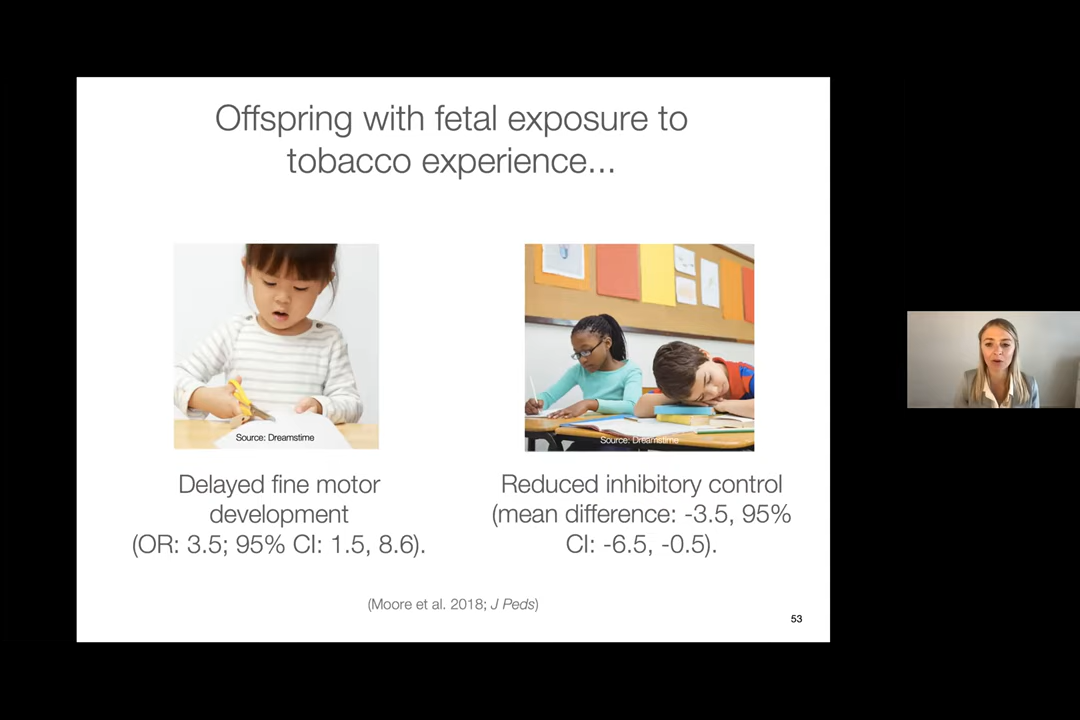 Offspring with fetal exposure to
tobacco experience...
Source: Dreamstime
Source: Dreamstime
Delayed fine motor
development
(OR: 3.5; 95% CI: 1.5, 8.6).
Reduced inhibitory control
(mean difference: -3.5, 95%
CI: -6.5, -0.5).
(Moore et al. 2018; J Peds)
53